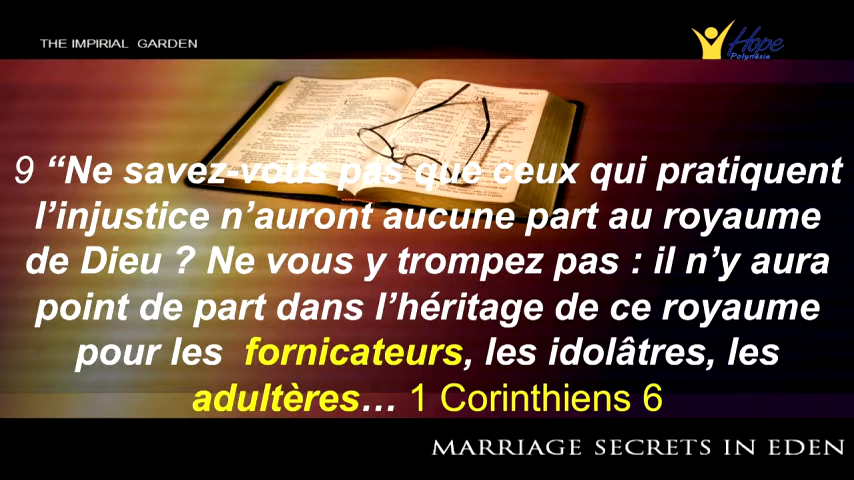 THE IMPIRIAL GARDEN
Hope
Polynésie
9 “Ne savez-vous pas que ceux qui pratiquent
l’injustice n’auront aucune part au royaume
de Dieu ? Ne vous y trompez pas : il n’y aura
point de part dans l’héritage de ce royaume
pour les fornicateurs, les idolâtres, les
adultères… 1 Corinthiens 6
MARRIAGE SECRETS IN EDEN